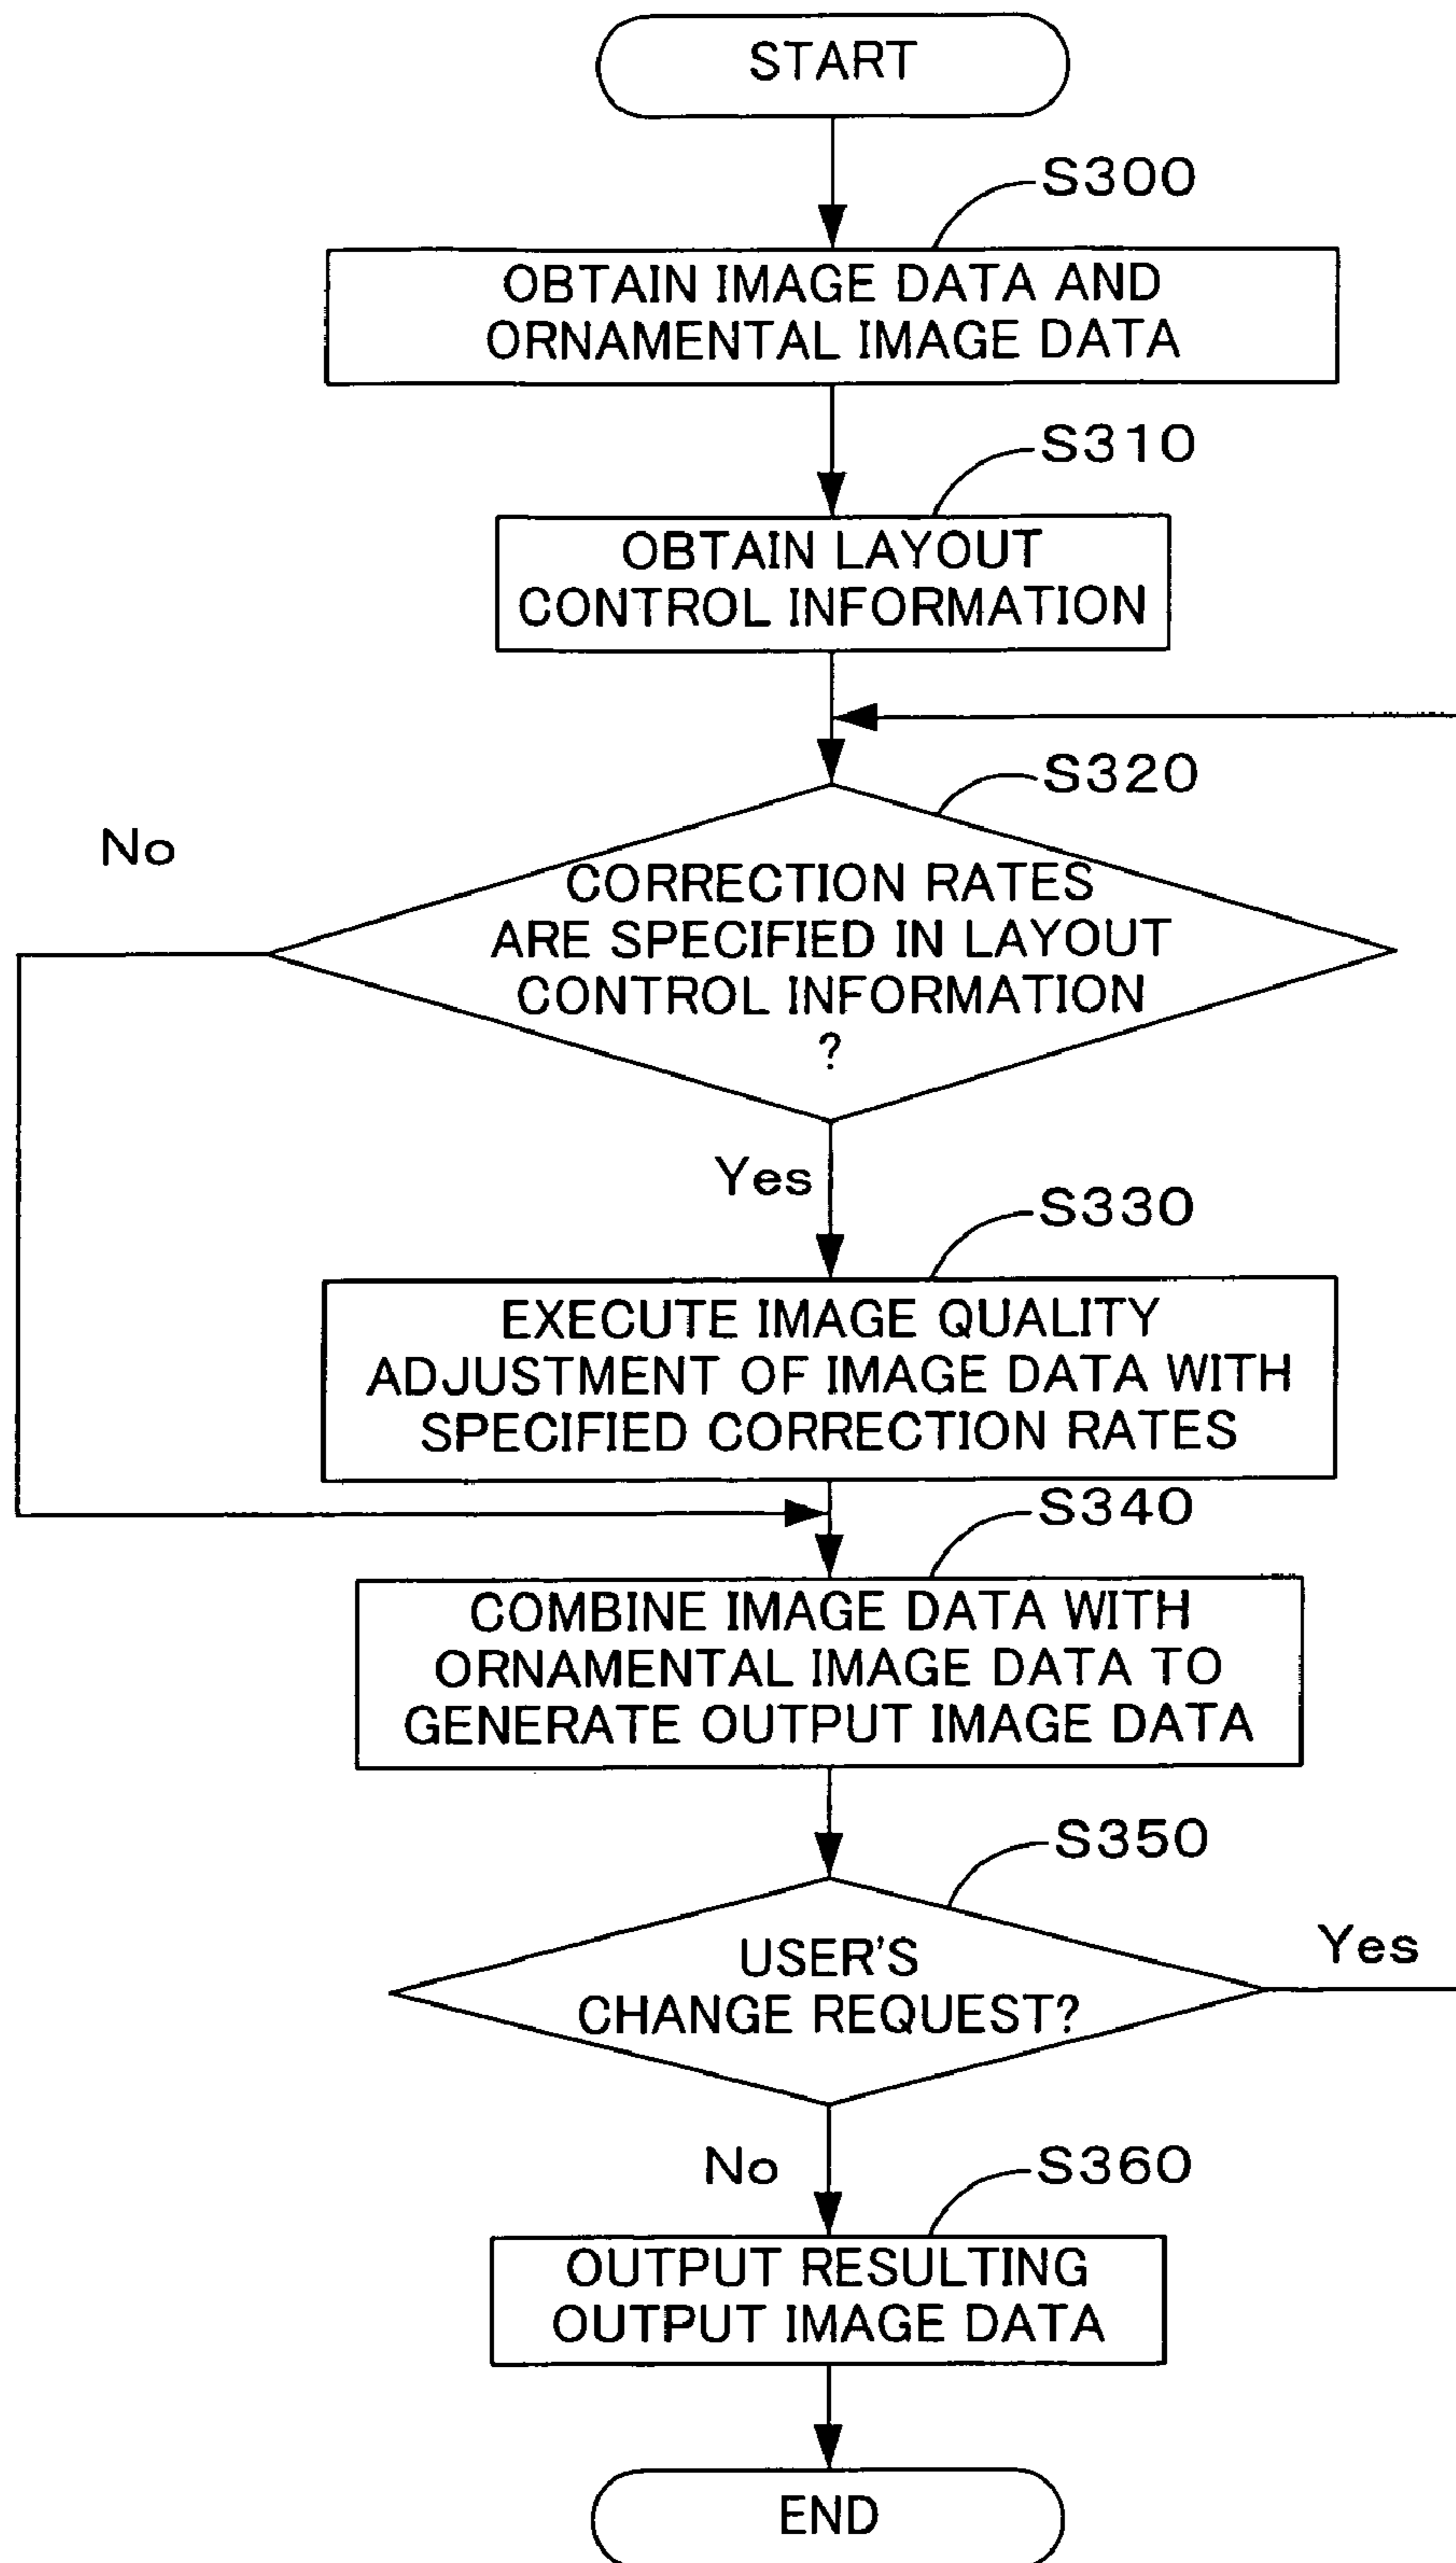 START
S300
OBTAIN IMAGE DATA AND
ORNAMENTAL IMAGE DATA
S310
OBTAIN LAYOUT
CONTROL INFORMATION
S320
No
CORRECTION RATES
ARE SPECIFIED IN LAYOUT
CONTROL INFORMATION
?
Yes
S330
EXECUTE IMAGE QUALITY
ADJUSTMENT OF IMAGE DATA WITH
SPECIFIED CORRECTION RATES
S340
COMBINE IMAGE DATA WITH
ORNAMENTAL IMAGE DATA TO
GENERATE OUTPUT IMAGE DATA
S350
USER'S
CHANGE REQUEST?
Yes
No
S360
OUTPUT RESULTING
OUTPUT IMAGE DATA
END